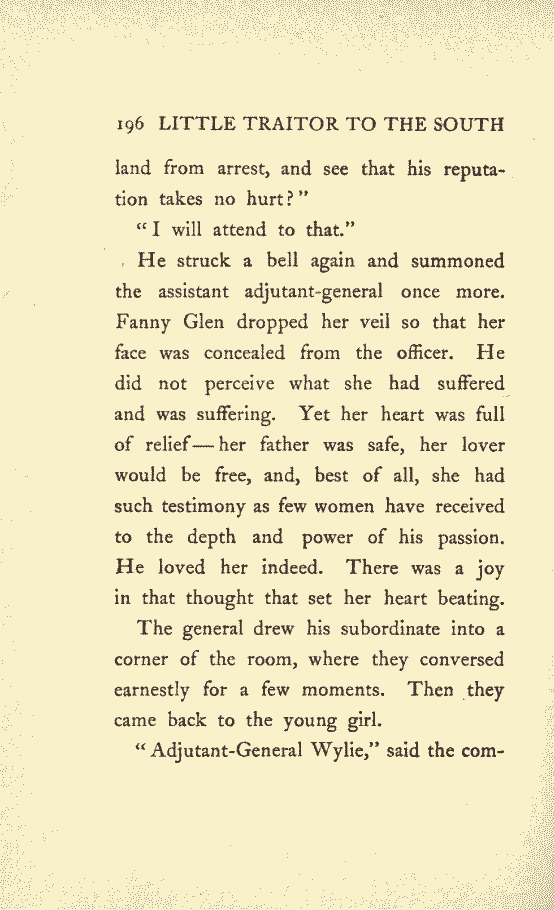 196 LITTLE TRAITOR TO THE SOUTH
land from arrest, and see that his reputa-
tion takes no hurt?”
“I will attend to that.”
He struck a bell again and summoned
the assistant adjutant-general once more.
Fanny Glen dropped her veil so that her
face was concealed from the officer. He
did not perceive what she had suffered
and was suffering. Yet her heart was full
of relief—her father was safe, her lover
would be free, and, best of all, she had
such testimony as few women have received
to the depth and power of his passion.
He loved her indeed. There was a joy
in that thought that set her heart beating.
The general drew his subordinate into a
corner of the room, where they conversed
earnestly for a few moments. Then they
came back to the young girl.
“Adjutant-General Wylie,” said the com-